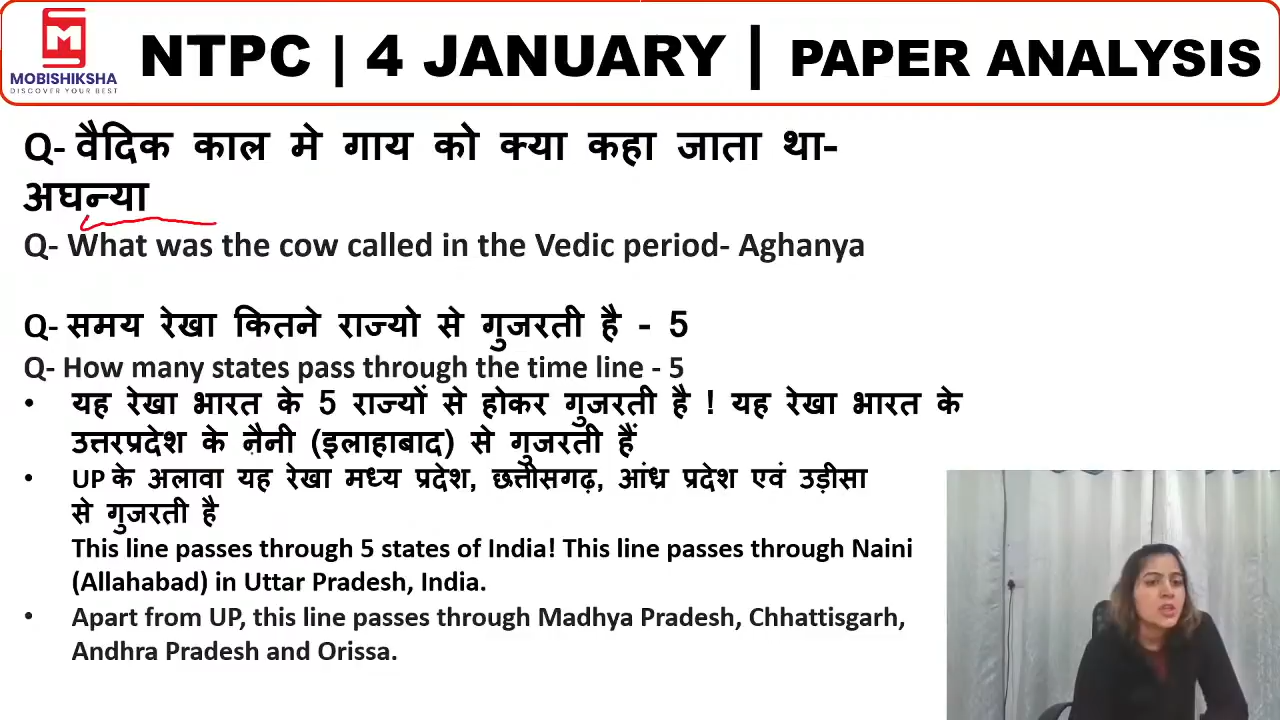 MOBISHIKSHA
DISCOVER YOUR BEST
NTPC | 4 JANUARY | PAPER ANALYSIS
Q- वैदिक काल मे गाय को क्या कहा जाता था-
अघन्या
Q- What was the cow called in the Vedic period- Aghanya
Q- समय रेखा कितने राज्यो से गुजरती है - 5
Q- How many states pass through the time line - 5
• यह रेखा भारत के 5 राज्यों से होकर गुजरती है ! यह रेखा भारत के
उत्तरप्रदेश के नैनी (इलाहाबाद) से गुजरती हैं
• UP के अलावा यह रेखा मध्य प्रदेश, छत्तीसगढ़, आंध्र प्रदेश एवं उड़ीसा
से गुजरती है
This line passes through 5 states of India! This line passes through Naini
(Allahabad) in Uttar Pradesh, India.
• Apart from UP, this line passes through Madhya Pradesh, Chhattisgarh,
Andhra Pradesh and Orissa.